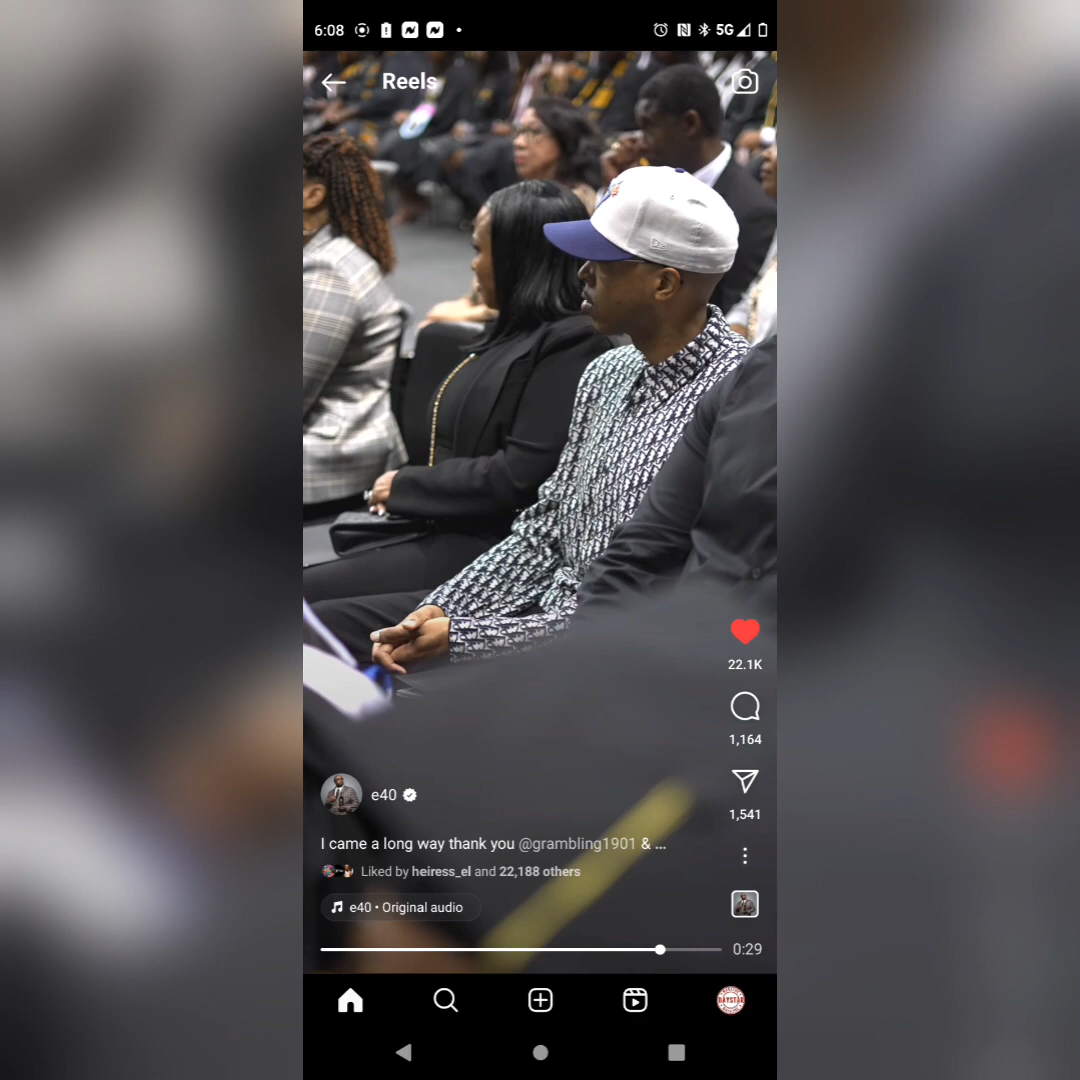 6:08
5G
Reels
22.1K
1,164
1,541
e40
I came a long way thank you @grambling1901 & ...
Liked by heiress_el and 22,188 others
e40 • Original audio
0:29
BAYSTAR